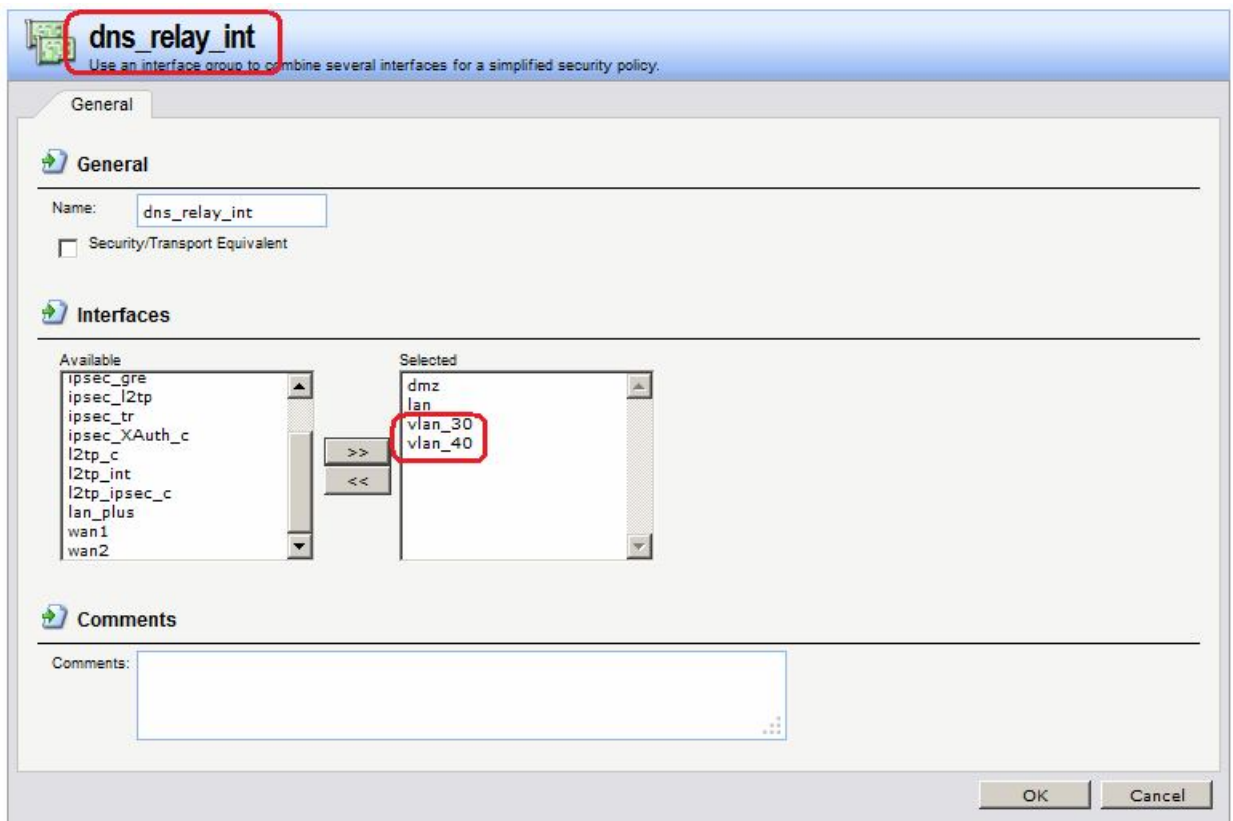 dns_relay_int
Use an interface group to combine several interfaces for a simplified security policy.
General
General
Name:
dns_relay_int
Security/Transport Equivalent
Interfaces
Available
ipsec_gre
ipsec_l2tp
ipsec_tr
ipsec_XAuth_c
l2tp_c
l2tp_int
l2tp_ipsec_c
lan_plus
wan1
wan2
>>
<<
Selected
dmz
lan
vlan_30
vlan_40
Comments
Comments:
OK
Cancel